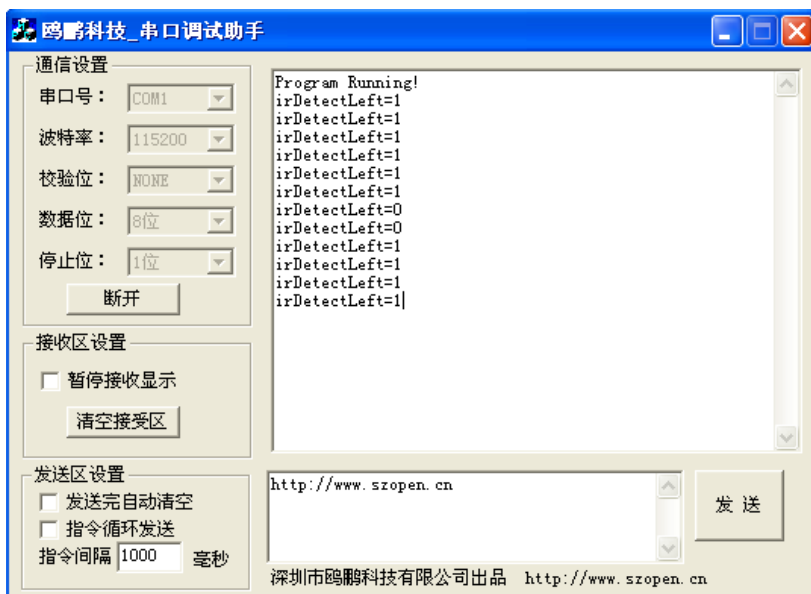 鸥鹏科技_串口调试助手
通信设置
串口号： COM1
波特率： 115200
校验位： NONE
数据位： 8位
停止位： 1位
断开
接收区设置
暂停接收显示
清空接受区
发送区设置
发送完自动清空
指令循环发送
指令间隔 1000 毫秒
Program Running!
irDetectLeft=1
irDetectLeft=1
irDetectLeft=1
irDetectLeft=1
irDetectLeft=1
irDetectLeft=1
irDetectLeft=0
irDetectLeft=0
irDetectLeft=1
irDetectLeft=1
irDetectLeft=1
irDetectLeft=1
http://www.szopen.cn
发 送
深圳市鸥鹏科技有限公司出品 http://www.szopen.cn